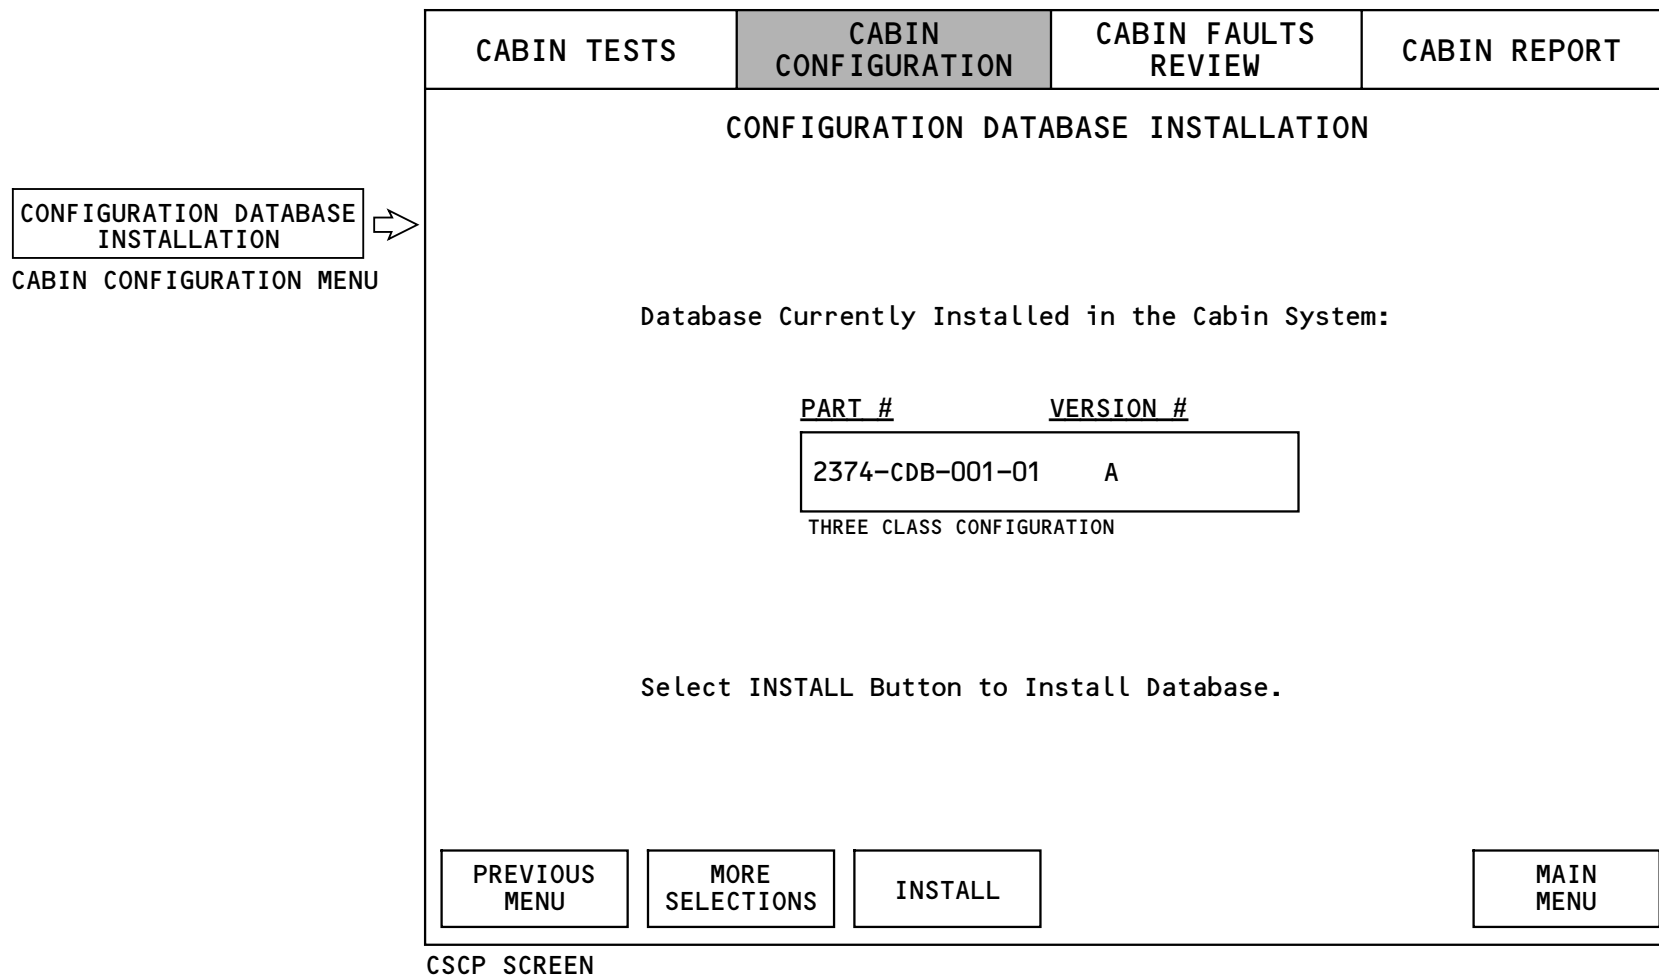 CABIN TESTS
CABIN
CONFIGURATION
CABIN FAULTS
REVIEW
CABIN REPORT
CONFIGURATION DATABASE INSTALLATION
CONFIGURATION DATABASE
INSTALLATION
CABIN CONFIGURATION MENU
Database Currently Installed in the Cabin System:
PART # VERSION #
2374-CDB-001-01 A
THREE CLASS CONFIGURATION
Select INSTALL Button to Install Database.
PREVIOUS
MENU
MORE
SELECTIONS
INSTALL
MAIN
MENU
CSCP SCREEN